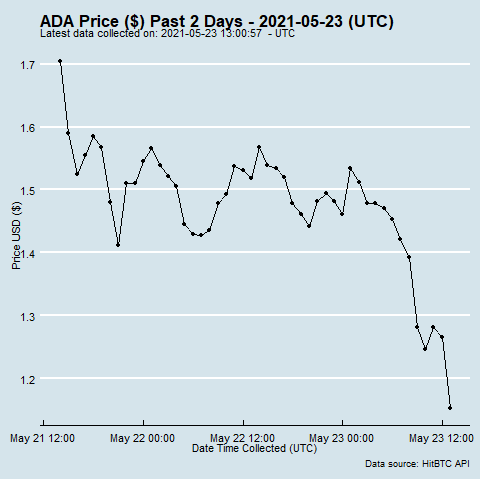 ADA Price ($) Past 2 Days - 2021-05-23 (UTC)
Latest data collected on: 2021-05-23 13:00:57 - UTC
1.7
1.6
1.5
1.4
1.3
1.2
Price USD ($)
May 21 12:00 May 22 00:00 May 22 12:00 May 23 00:00 May 23 12:00
Date Time Collected (UTC)
Data source: HitBTC API